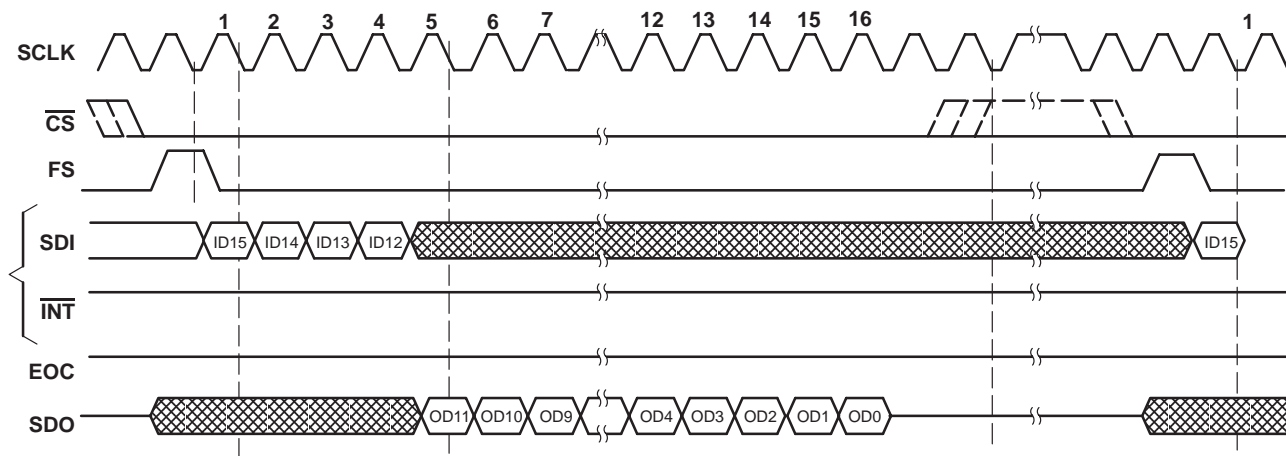 1 2 3 4 5 6 7 12 13 14 15 16 1
SCLK
CS
FS
SDI ID15 ID14 ID13 ID12 ID15
INT
EOC
SDO OD11 OD10 OD9 OD4 OD3 OD2 OD1 OD0